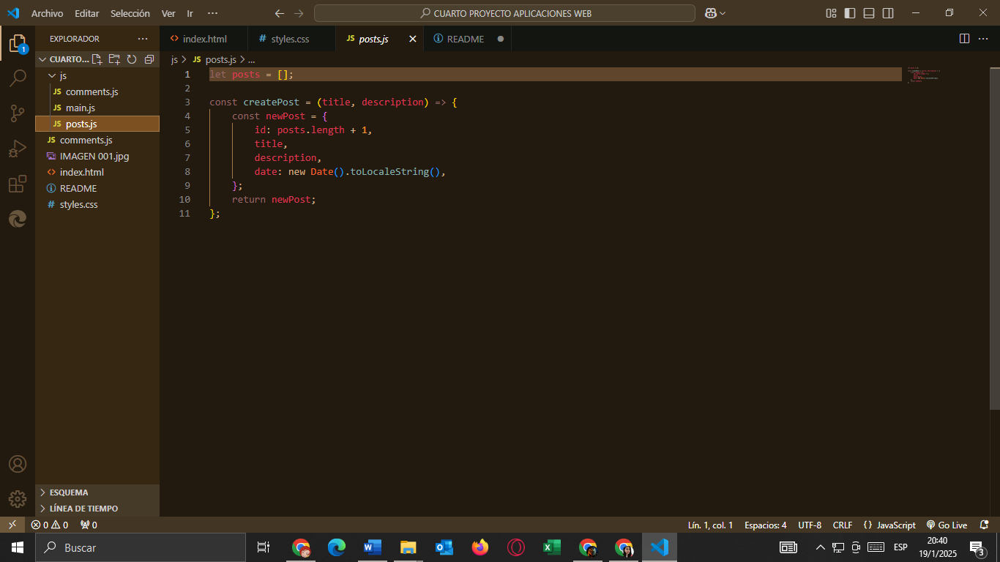 Archivo Editar Selección Ver Ir ··· CUARTO PROYECTO APLICACIONES WEB
EXPLORADOR ··· index.html # styles.css JS posts.js README
1
CUARTO... js > JS posts.js > ...
js
JS comments.js
JS main.js
JS posts.js
JS comments.js
IMAGEN 001.jpg
<> index.html
README
# styles.css
1 let posts = [];
2
3 const createPost = (title, description) => {
4 const newPost = {
5 id: posts.length + 1,
6 title,
7 description,
8 date: new Date().toLocaleString(),
9 };
10 return newPost;
11 };
ESQUEMA
LÍNEA DE TIEMPO
0 0 0 Lín. 1, col. 1 Espacios: 4 UTF-8 CRLF {} JavaScript Go Live
Buscar ESP 20:40
19/1/2025 3